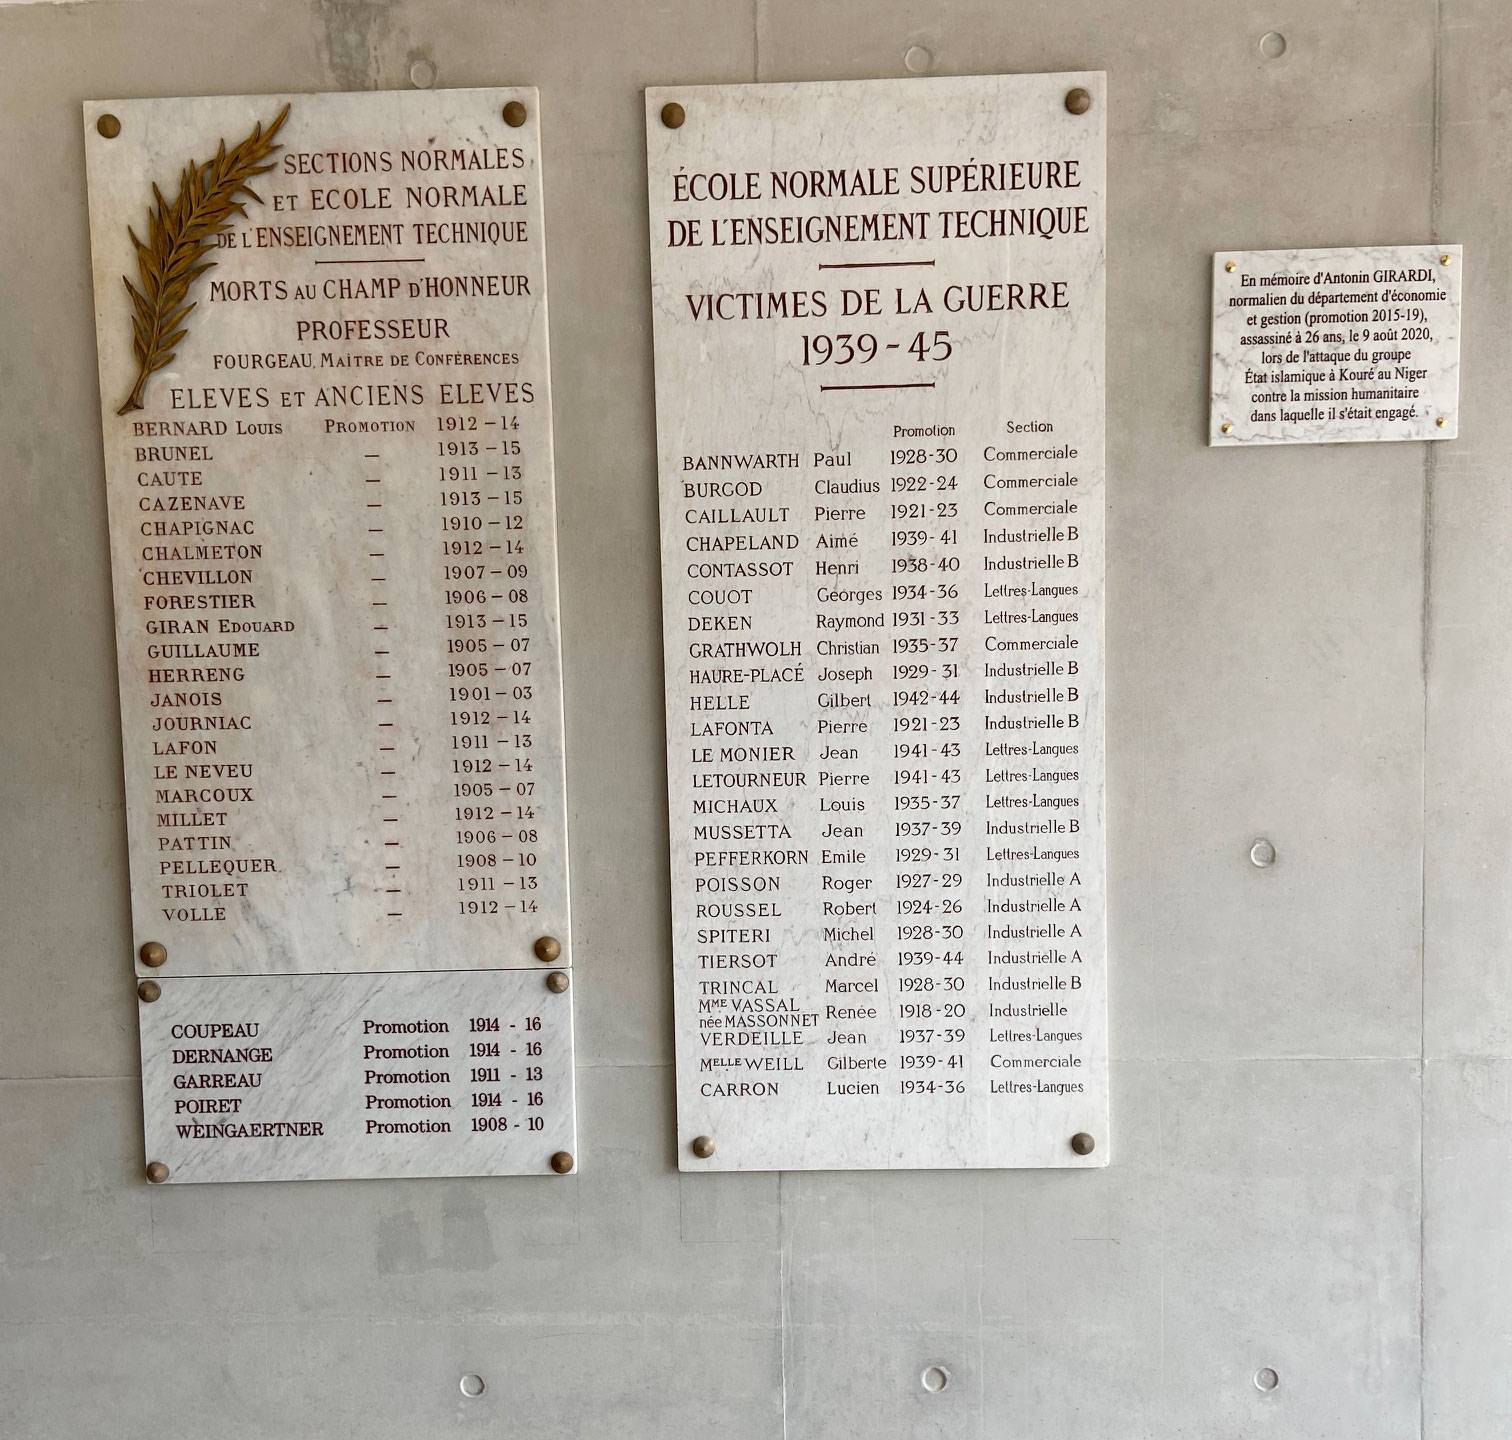 SECTIONS NORMALES
ET ECOLE NORMALE
DE L'ENSEIGNEMENT TECHNIQUE
MORTS AU CHAMP D'HONNEUR
PROFESSEUR
FOURGEAU, MAITRE DE CONFÉRENCES
ELEVES ET ANCIENS ELEVES
BERNARD LOUIS PROMOTION 1912 – 14
BRUNEL – 1913 – 15
CAUTE – 1911 – 13
CAZENAVE – 1913 – 15
CHAPIGNAC – 1910 – 12
CHALMETON – 1912 – 14
CHEVILLON – 1907 – 09
FORESTIER – 1906 – 08
GIRAN EDOUARD – 1913 – 15
GUILLAUME – 1905 – 07
HERRENG – 1905 – 07
JANOIS – 1901 – 03
JOURNIAC – 1912 – 14
LAFON – 1911 – 13
LE NEVEU – 1912 – 14
MARCOUX – 1905 – 07
MILLET – 1912 – 14
PATTIN – 1906 – 08
PELLEQUER – 1908 – 10
TRIOLET – 1911 – 13
VOLLE – 1912 – 14
COUPEAU Promotion 1914 - 16
DERNANGE Promotion 1914 - 16
GARREAU Promotion 1911 - 13
POIRET Promotion 1914 - 16
WEINGAERTNER Promotion 1908 - 10
ÉCOLE NORMALE SUPÉRIEURE
DE L'ENSEIGNEMENT TECHNIQUE
VICTIMES DE LA GUERRE
1939 - 45
Promotion Section
BANNWARTH Paul 1928-30 Commerciale
BURGOD Claudius 1922-24 Commerciale
CAILLAULT Pierre 1921-23 Commerciale
CHAPELAND Aimé 1939-41 Industrielle B
CONTASSOT Henri 1938-40 Industrielle B
COUOT Georges 1934-36 Lettres-Langues
DEKEN Raymond 1931-33 Lettres-Langues
GRATHWOLH Christian 1935-37 Commerciale
HAURE-PLACÉ Joseph 1929-31 Industrielle B
HELLE Gilbert 1942-44 Industrielle B
LAFONTA Pierre 1921-23 Industrielle B
LE MONIER Jean 1941-43 Lettres-Langues
LETOURNEUR Pierre 1941-43 Lettres-Langues
MICHAUX Louis 1935-37 Lettres-Langues
MUSSETTA Jean 1937-39 Industrielle B
PEFFERKORN Emile 1929-31 Lettres-Langues
POISSON Roger 1927-29 Industrielle A
ROUSSEL Robert 1924-26 Industrielle A
SPITERI Michel 1928-30 Industrielle A
TIERSOT André 1939-44 Industrielle A
TRINCAL Marcel 1928-30 Industrielle B
MME VASSAL
née MASSONNET Renée 1918-20 Industrielle
VERDEILLE Jean 1937-39 Lettres-Langues
MELLE WEILL Gilberte 1939-41 Commerciale
CARRON Lucien 1934-36 Lettres-Langues
En mémoire d'Antonin GIRARDI,
normalien du département d'économie
et gestion (promotion 2015-19),
assassiné à 26 ans, le 9 août 2020,
lors de l'attaque du groupe
État islamique à Kouré au Niger
contre la mission humanitaire
dans laquelle il s'était engagé.